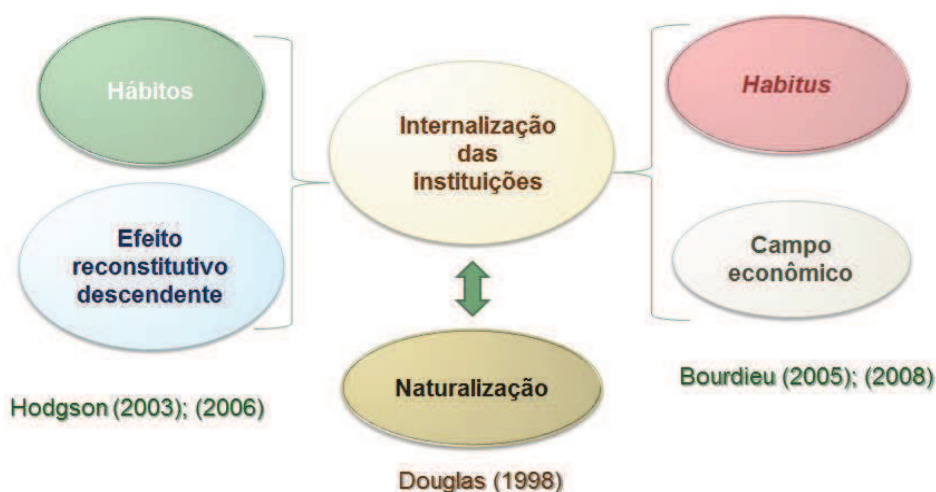 Hábitos
Efeito
reconstitutivo
descendente
Hodgson (2003); (2006)
Internalização
das
instituições
Naturalização
Douglas (1998)
Habitus
Campo
econômico
Bourdieu (2005); (2008)